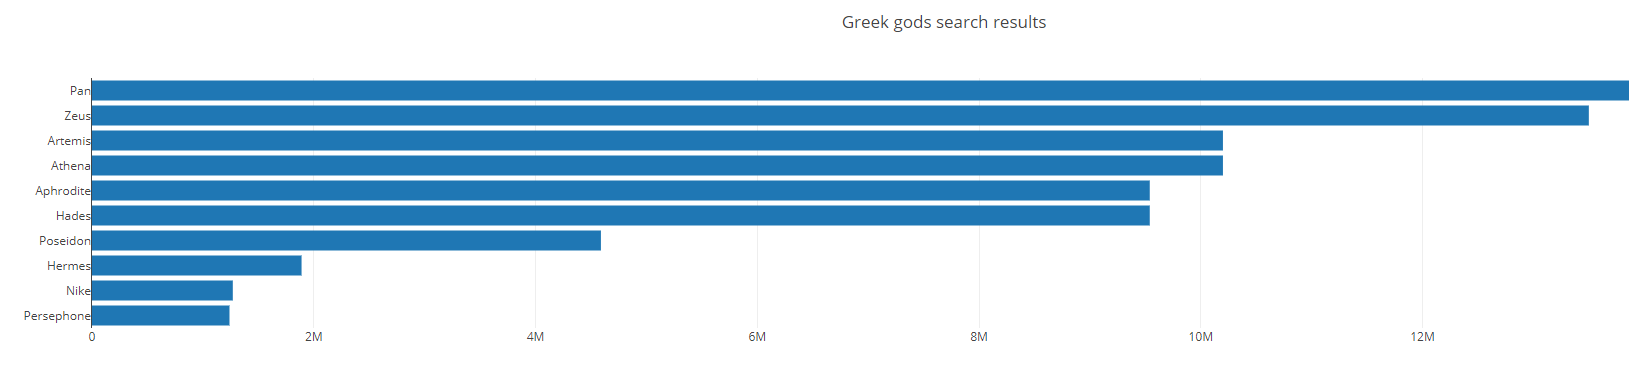 Greek gods search results
Pan
Zeus
Artemis
Athena
Aphrodite
Hades
Poseidon
Hermes
Nike
Persephone
0 2M 4M 6M 8M 10M 12M